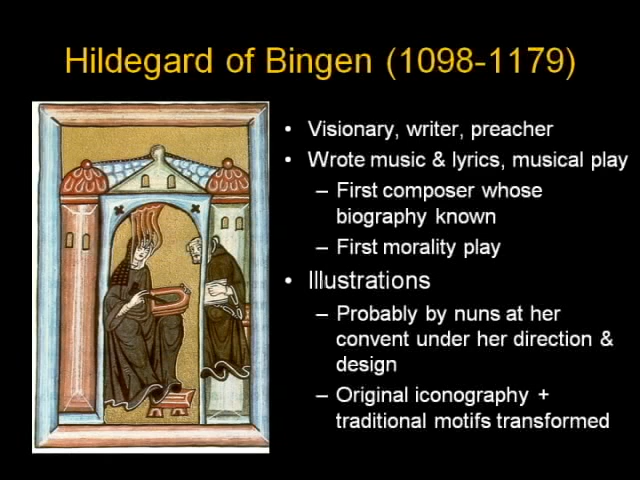 Hildegard of Bingen (1098-1179)
• Visionary, writer, preacher
• Wrote music & lyrics, musical play
– First composer whose
biography known
– First morality play
• Illustrations
– Probably by nuns at her
convent under her direction &
design
– Original iconography +
traditional motifs transformed